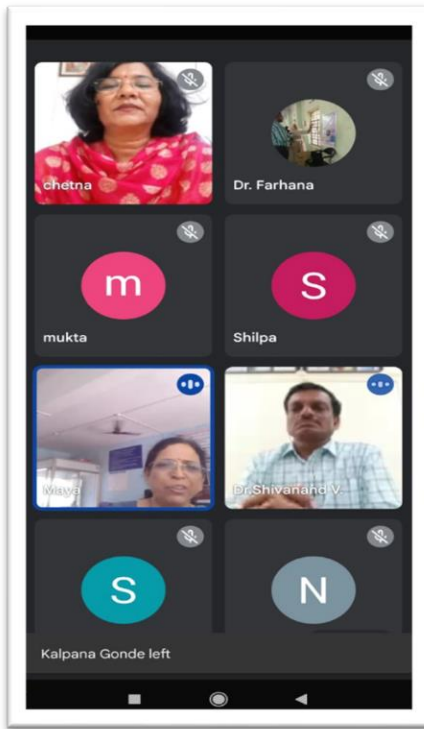 chetna
Dr. Farhana
m
mukta
S
Shilpa
Maya
Dr.Shivanand V
S
N
Kalpana Gonde left